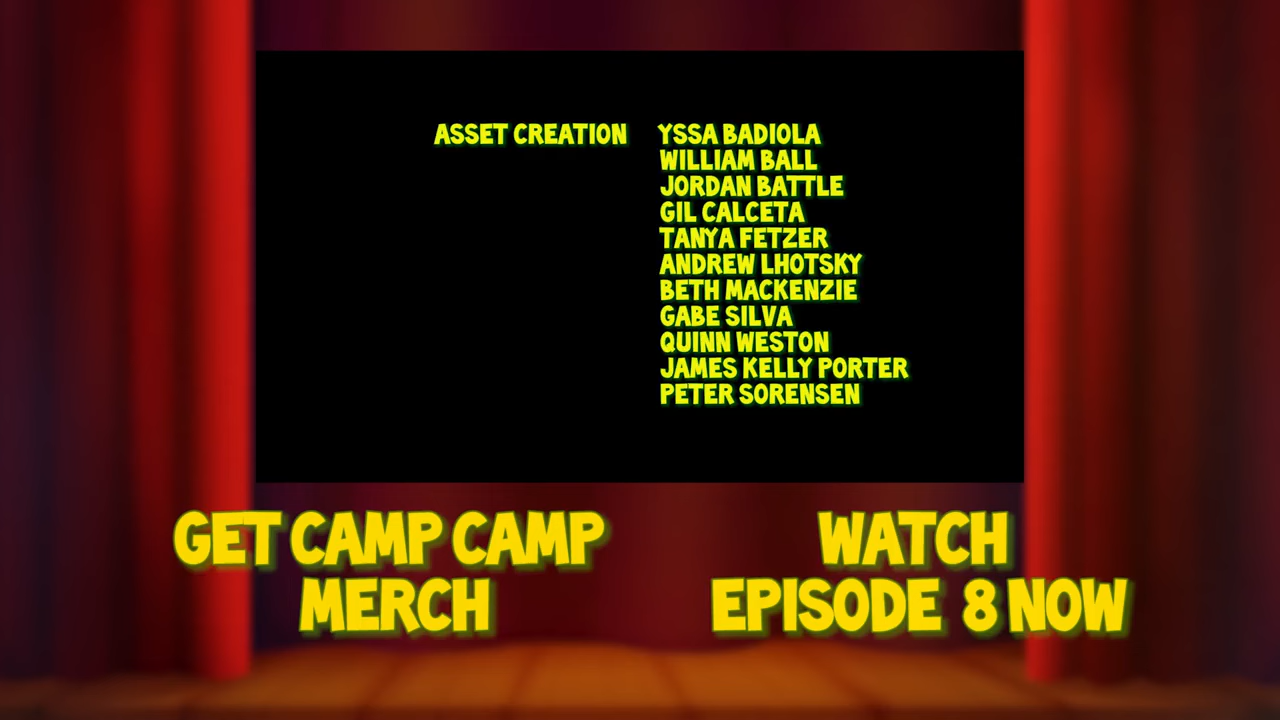 ASSET CREATION YSSA BADIOLA
WILLIAM BALL
JORDAN BATTLE
GIL CALCETA
TANYA FETZER
ANDREW LHOTSKY
BETH MACKENZIE
GABE SILVA
QUINN WESTON
JAMES KELLY PORTER
PETER SORENSEN
GET CAMP CAMP
MERCH
WATCH
EPISODE 8 NOW